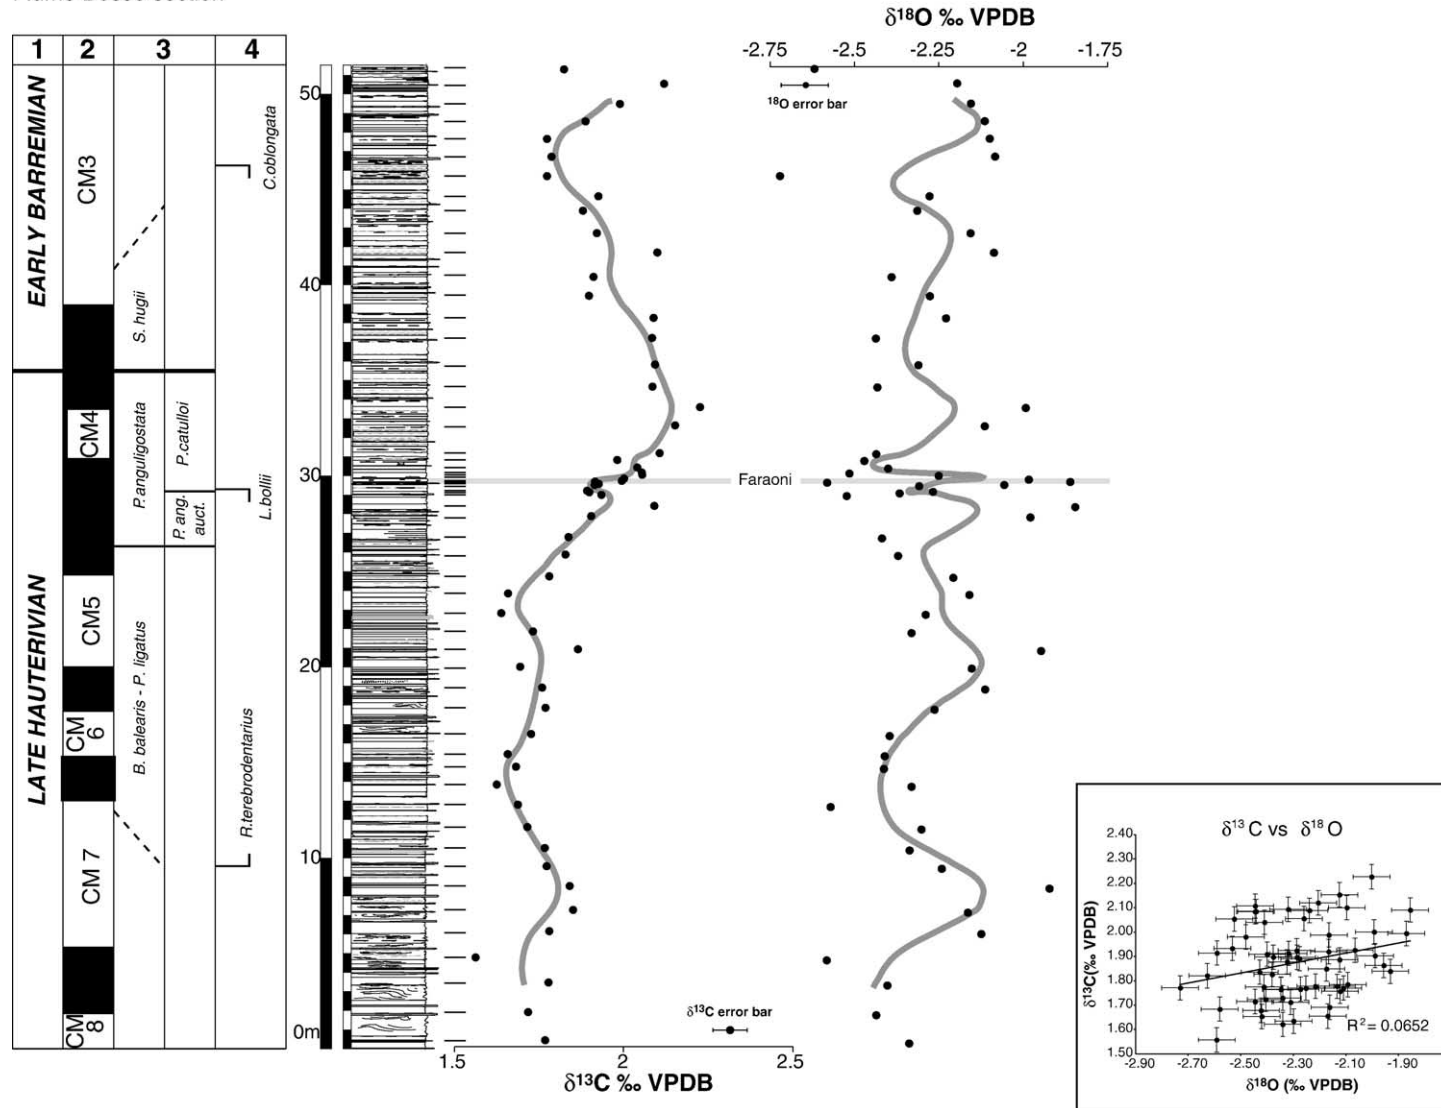 δ18O ‰ VPDB
-2.75 -2.5 -2.25 -2 -1.75
1 2 3 4
18O error bar
50
40
30
20
10
0m
EARLY BARREMIAN
LATE HAUTERIVIAN
CM3
CM4
CM5
CM 6
CM 7
CM 8
S. hugii
P.anguligostata
P.catulloi
P. ang. auct.
B. balearis - P. ligatus
C.oblongata
L.bollii
R.terebrodentarius
Faraoni
δ13C error bar
1.5 2 2.5
δ13C ‰ VPDB
δ13 C vs δ18 O
2.40
2.30
2.20
2.10
2.00
1.90
1.80
1.70
1.60
1.50
δ13C(‰ VPDB)
R2 = 0.0652
-2.90 -2.70 -2.50 -2.30 -2.10 -1.90
δ18O (‰ VPDB)